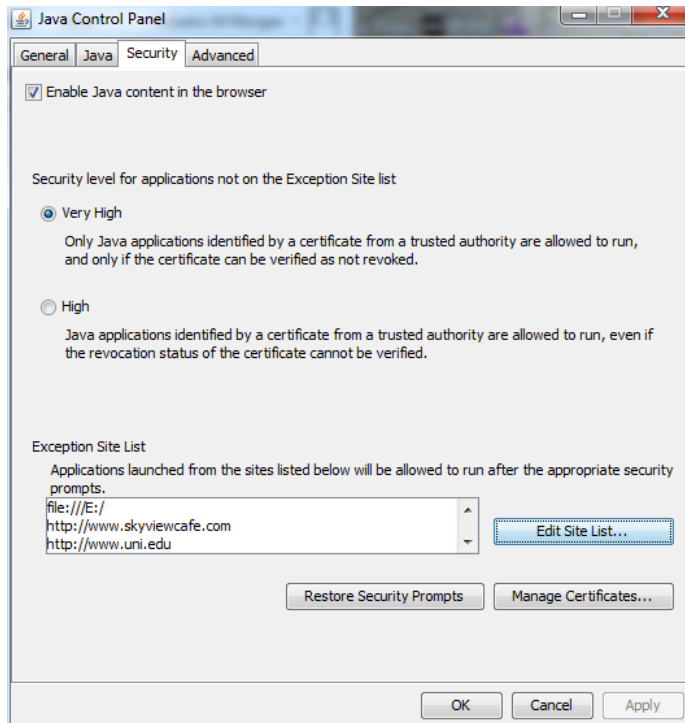 Java Control Panel
General Java Security Advanced
Enable Java content in the browser
Security level for applications not on the Exception Site list
Very High
Only Java applications identified by a certificate from a trusted authority are allowed to run,
and only if the certificate can be verified as not revoked.
High
Java applications identified by a certificate from a trusted authority are allowed to run, even if
the revocation status of the certificate cannot be verified.
Exception Site List
Applications launched from the sites listed below will be allowed to run after the appropriate security
prompts.
file:///E:/
http://www.skyviewcafe.com
http://www.uni.edu
Edit Site List...
Restore Security Prompts Manage Certificates...
OK Cancel Apply